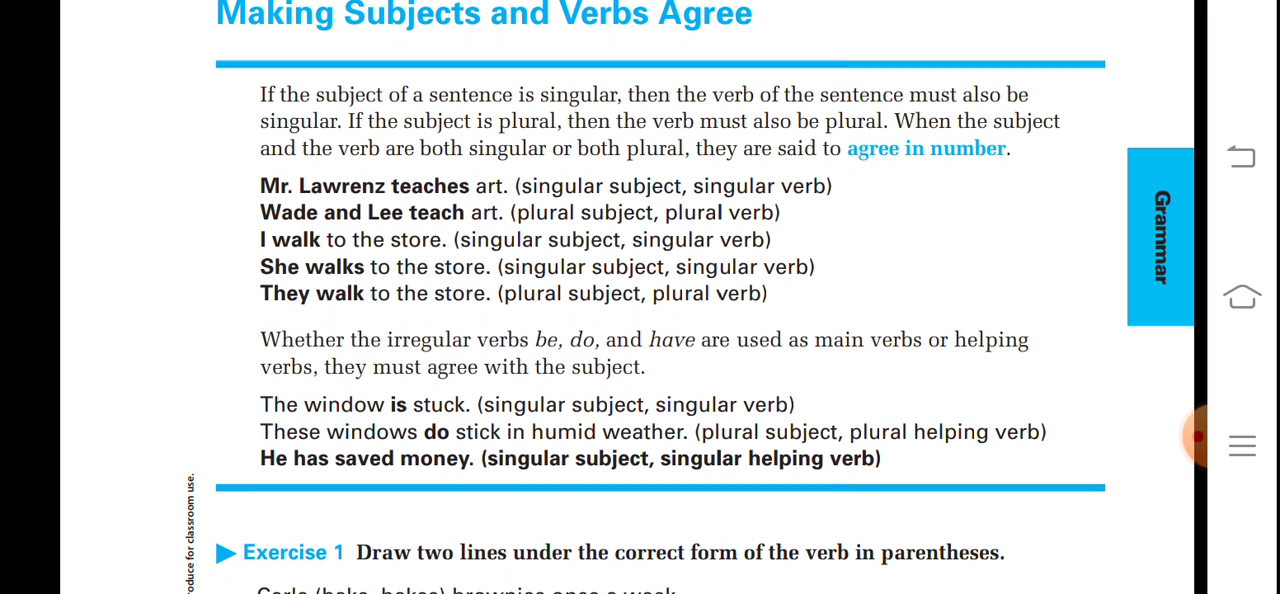 Making Subjects and Verbs Agree
If the subject of a sentence is singular, then the verb of the sentence must also be
singular. If the subject is plural, then the verb must also be plural. When the subject
and the verb are both singular or both plural, they are said to agree in number.
Mr. Lawrenz teaches art. (singular subject, singular verb)
Wade and Lee teach art. (plural subject, plural verb)
I walk to the store. (singular subject, singular verb)
She walks to the store. (singular subject, singular verb)
They walk to the store. (plural subject, plural verb)
Whether the irregular verbs be, do, and have are used as main verbs or helping
verbs, they must agree with the subject.
The window is stuck. (singular subject, singular verb)
These windows do stick in humid weather. (plural subject, plural helping verb)
He has saved money. (singular subject, singular helping verb)
Exercise 1 Draw two lines under the correct form of the verb in parentheses.
Carla (bake, bakes) brownies once a week.
Grammar
roduce for classroom use.